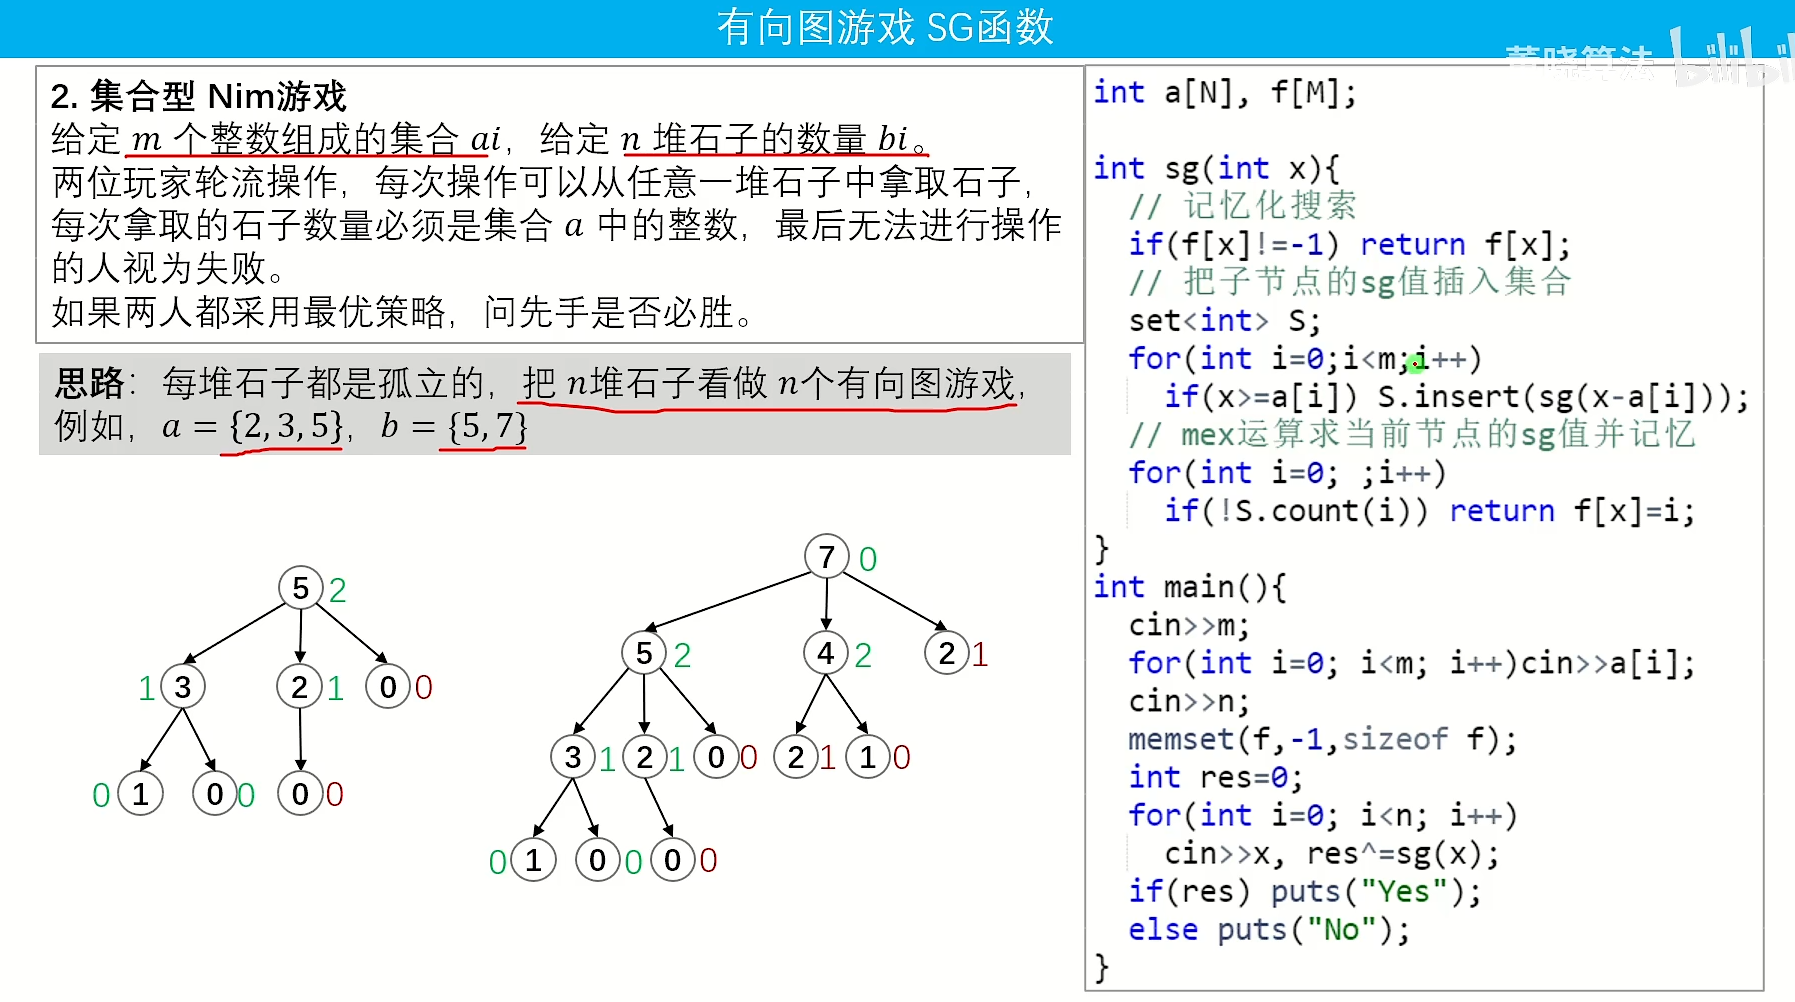 有向图游戏 SG函数
董晓算法 bilibili
2. 集合型 Nim游戏
给定 m 个整数组成的集合 ai，给定 n 堆石子的数量 bi。
两位玩家轮流操作，每次操作可以从任意一堆石子中拿取石子，
每次拿取的石子数量必须是集合 a 中的整数，最后无法进行操作
的人视为失败。
如果两人都采用最优策略，问先手是否必胜。
思路：每堆石子都是孤立的，把 n堆石子看做 n个有向图游戏，
例如，a = {2,3,5}，b = {5,7}
5 2
1 3 2 1 0 0
0 1 0 0 0 0
7 0
5 2 4 2 2 1
3 1 2 1 0 0 2 1 1 0
0 1 0 0 0 0
int a[N], f[M];
int sg(int x){
// 记忆化搜索
if(f[x]!=-1) return f[x];
// 把子节点的sg值插入集合
set<int> S;
for(int i=0;i<m;i++)
if(x>=a[i]) S.insert(sg(x-a[i]));
// mex运算求当前节点的sg值并记忆
for(int i=0; ;i++)
if(!S.count(i)) return f[x]=i;
}
int main(){
cin>>m;
for(int i=0; i<m; i++)cin>>a[i];
cin>>n;
memset(f,-1,sizeof f);
int res=0;
for(int i=0; i<n; i++)
cin>>x, res^=sg(x);
if(res) puts("Yes");
else puts("No");
}